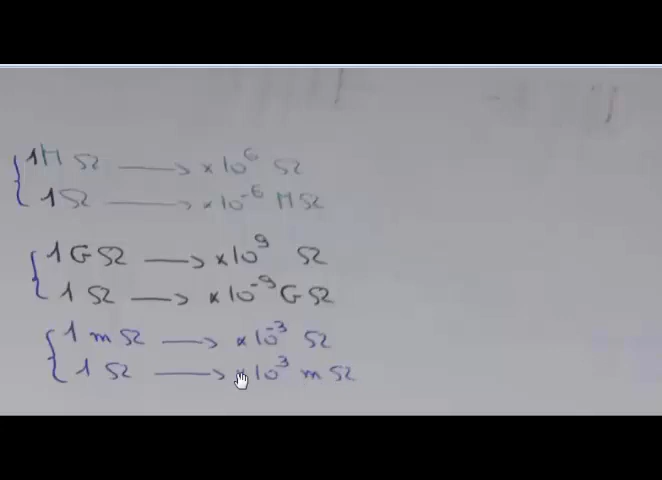 1 M Ω → ×10⁶ Ω
1 Ω → ×10⁻⁶ M Ω
1 G Ω → ×10⁹ Ω
1 Ω → ×10⁻⁹ G Ω
1 m Ω → ×10⁻³ Ω
1 Ω → ×10³ m Ω